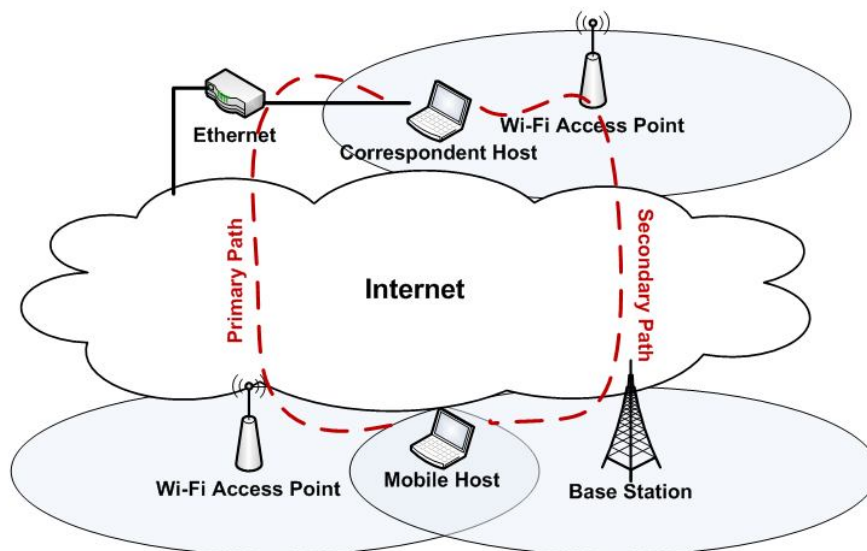 Ethernet
Wi-Fi Access Point
Correspondent Host
Primary Path
Internet
Secondary Path
Wi-Fi Access Point
Mobile Host
Base Station